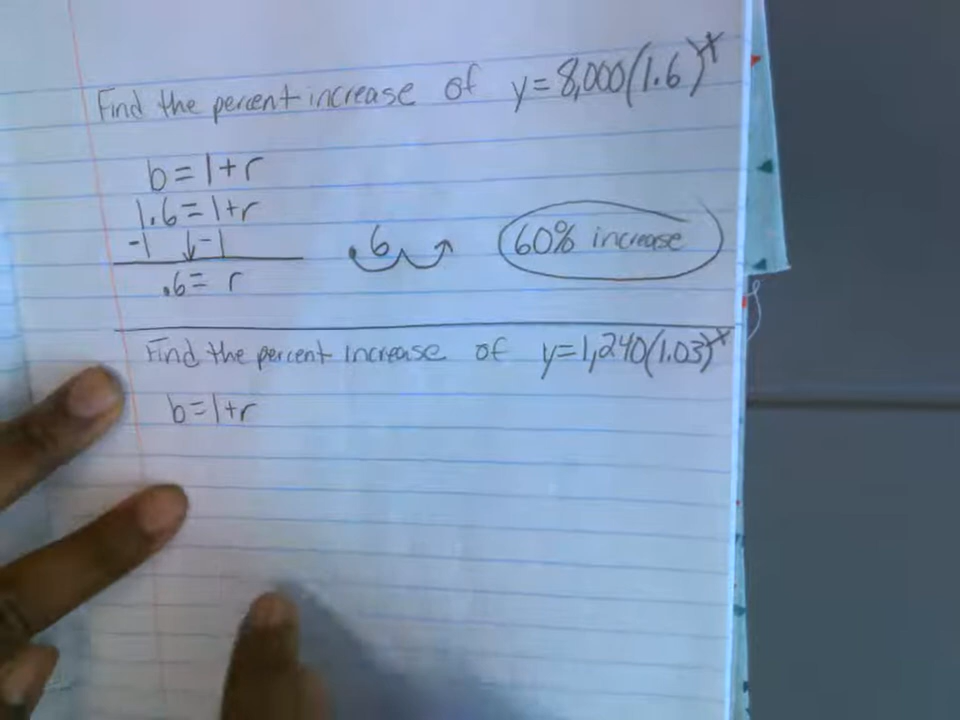 Find the percent increase of y=8,000(1.6)^x
b=1+r
1.6=1+r
-1 ↓-1
.6= r
.6
60% increase
Find the percent increase of y=1,240(1.03)^x
b=1+r